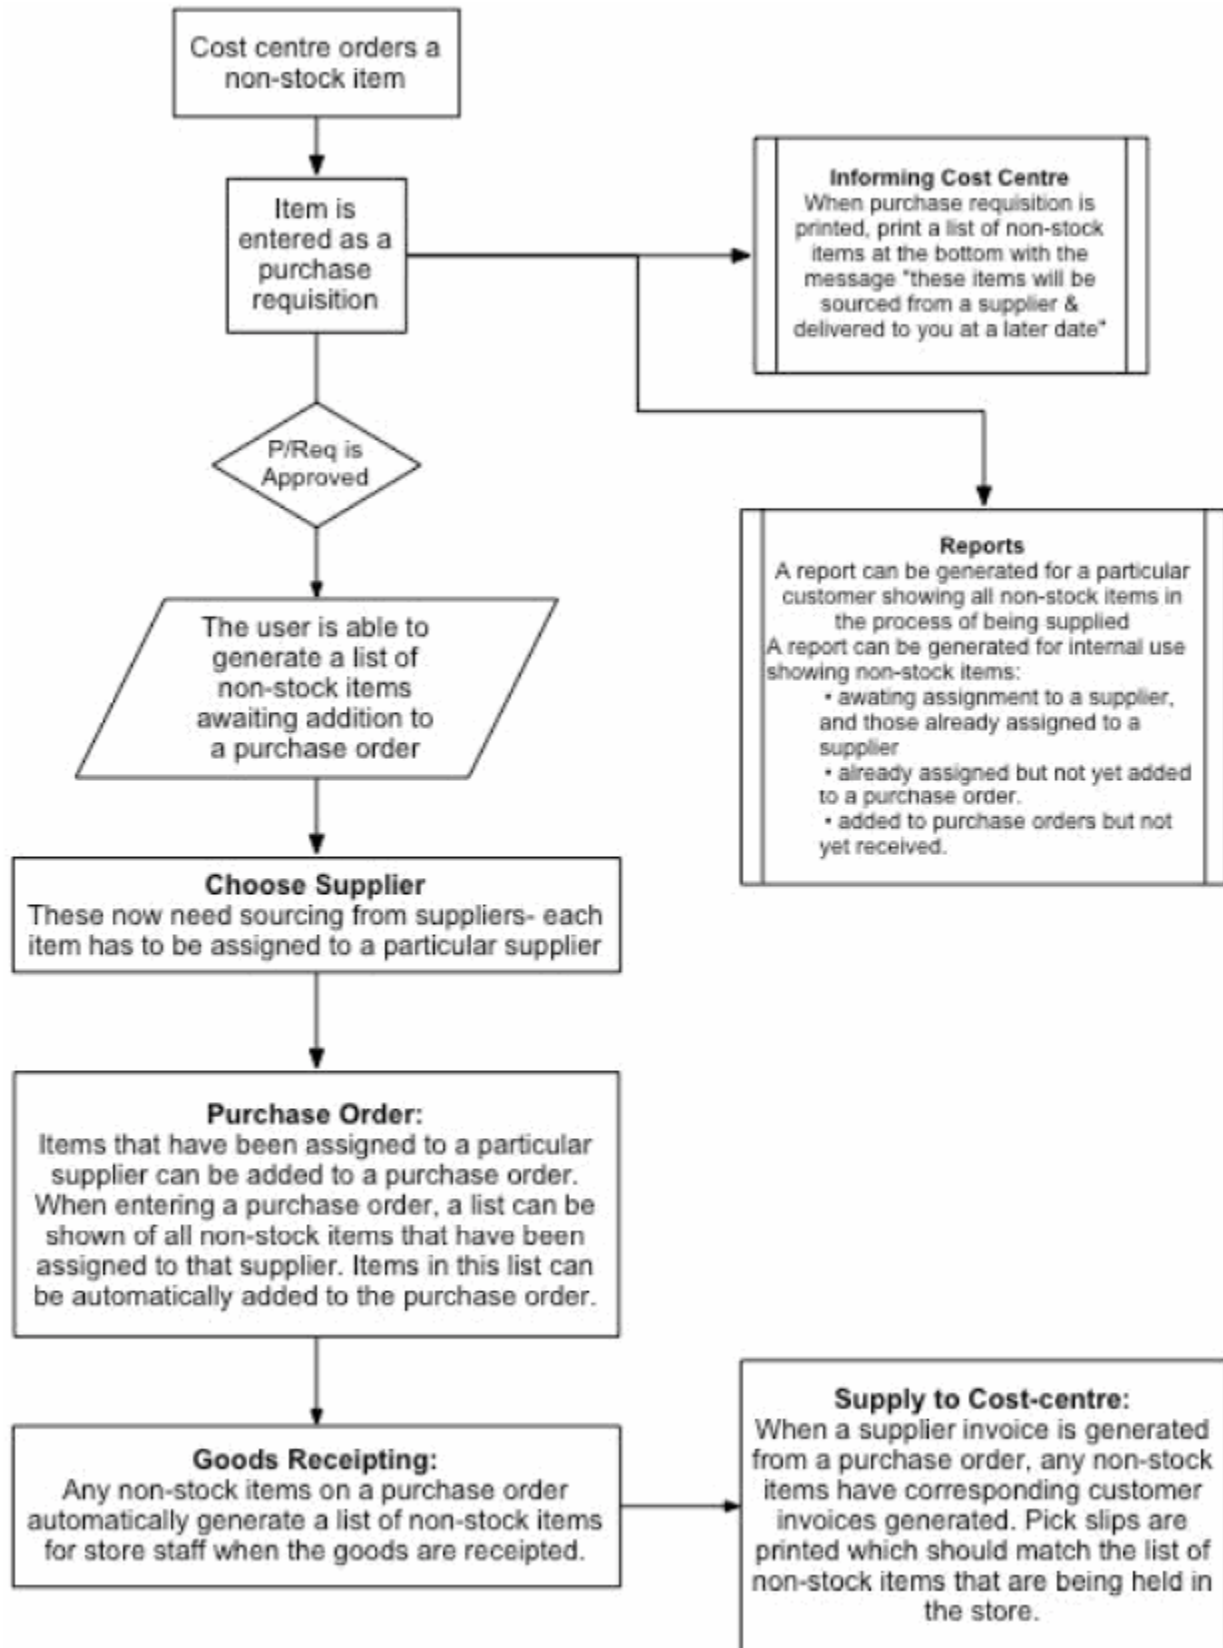 Cost centre orders a
non-stock item
Item is
entered as a
purchase
requisition
Informing Cost Centre
When purchase requisition is
printed, print a list of non-stock
items at the bottom with the
message "these items will be
sourced from a supplier &
delivered to you at a later date"
P/Req is
Approved
Reports
A report can be generated for a particular
customer showing all non-stock items in
the process of being supplied
A report can be generated for internal use
showing non-stock items:
• awating assignment to a supplier,
and those already assigned to a
supplier
• already assigned but not yet added
to a purchase order.
• added to purchase orders but not
yet received.
The user is able to
generate a list of
non-stock items
awaiting addition to
a purchase order
Choose Supplier
These now need sourcing from suppliers- each
item has to be assigned to a particular supplier
Purchase Order:
Items that have been assigned to a particular
supplier can be added to a purchase order.
When entering a purchase order, a list can be
shown of all non-stock items that have been
assigned to that supplier. Items in this list can
be automatically added to the purchase order.
Goods Receipting:
Any non-stock items on a purchase order
automatically generate a list of non-stock items
for store staff when the goods are receipted.
Supply to Cost-centre:
When a supplier invoice is generated
from a purchase order, any non-stock
items have corresponding customer
invoices generated. Pick slips are
printed which should match the list of
non-stock items that are being held in
the store.